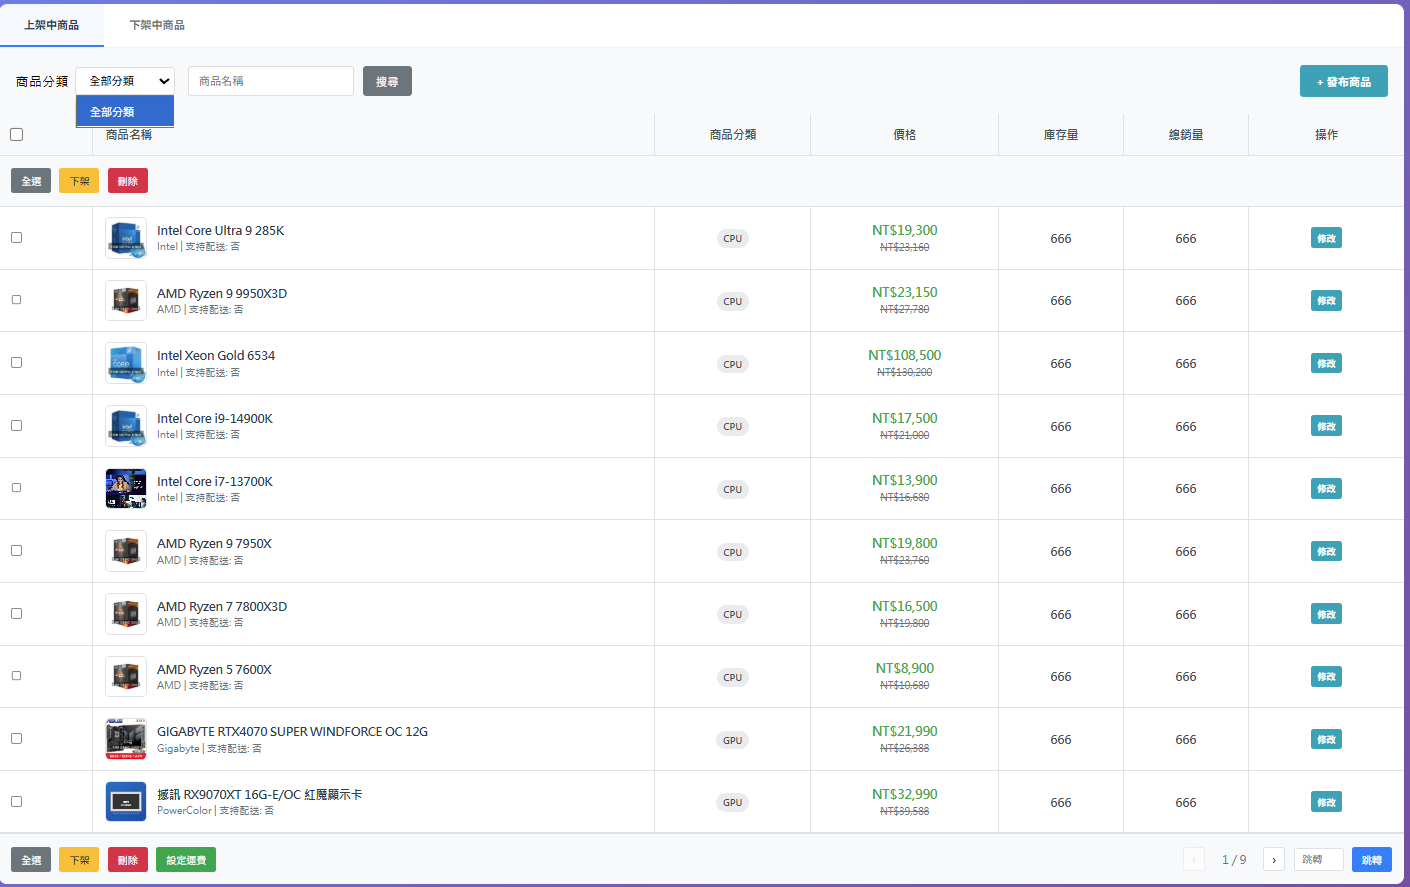 上架中商品 下架中商品
商品分類 全部分類 商品名稱 搜尋 + 發布商品
全部分類
商品名稱 商品分類 價格 庫存量 總銷量 操作
全選 下架 刪除
Intel Core Ultra 9 285K
Intel | 支持配送: 否
CPU
NT$19,300
NT$23,160
666 666 修改
AMD Ryzen 9 9950X3D
AMD | 支持配送: 否
CPU
NT$23,150
NT$27,780
666 666 修改
Intel Xeon Gold 6534
Intel | 支持配送: 否
CPU
NT$108,500
NT$130,200
666 666 修改
Intel Core i9-14900K
Intel | 支持配送: 否
CPU
NT$17,500
NT$21,000
666 666 修改
Intel Core i7-13700K
Intel | 支持配送: 否
CPU
NT$13,900
NT$16,680
666 666 修改
AMD Ryzen 9 7950X
AMD | 支持配送: 否
CPU
NT$19,800
NT$23,760
666 666 修改
AMD Ryzen 7 7800X3D
AMD | 支持配送: 否
CPU
NT$16,500
NT$19,800
666 666 修改
AMD Ryzen 5 7600X
AMD | 支持配送: 否
CPU
NT$8,900
NT$10,680
666 666 修改
GIGABYTE RTX4070 SUPER WINDFORCE OC 12G
Gigabyte | 支持配送: 否
GPU
NT$21,990
NT$26,388
666 666 修改
撼訊 RX9070XT 16G-E/OC 紅魔顯示卡
PowerColor | 支持配送: 否
GPU
NT$32,990
NT$39,588
666 666 修改
全選 下架 刪除 設定運費 ‹ 1 / 9 › 跳轉 跳轉